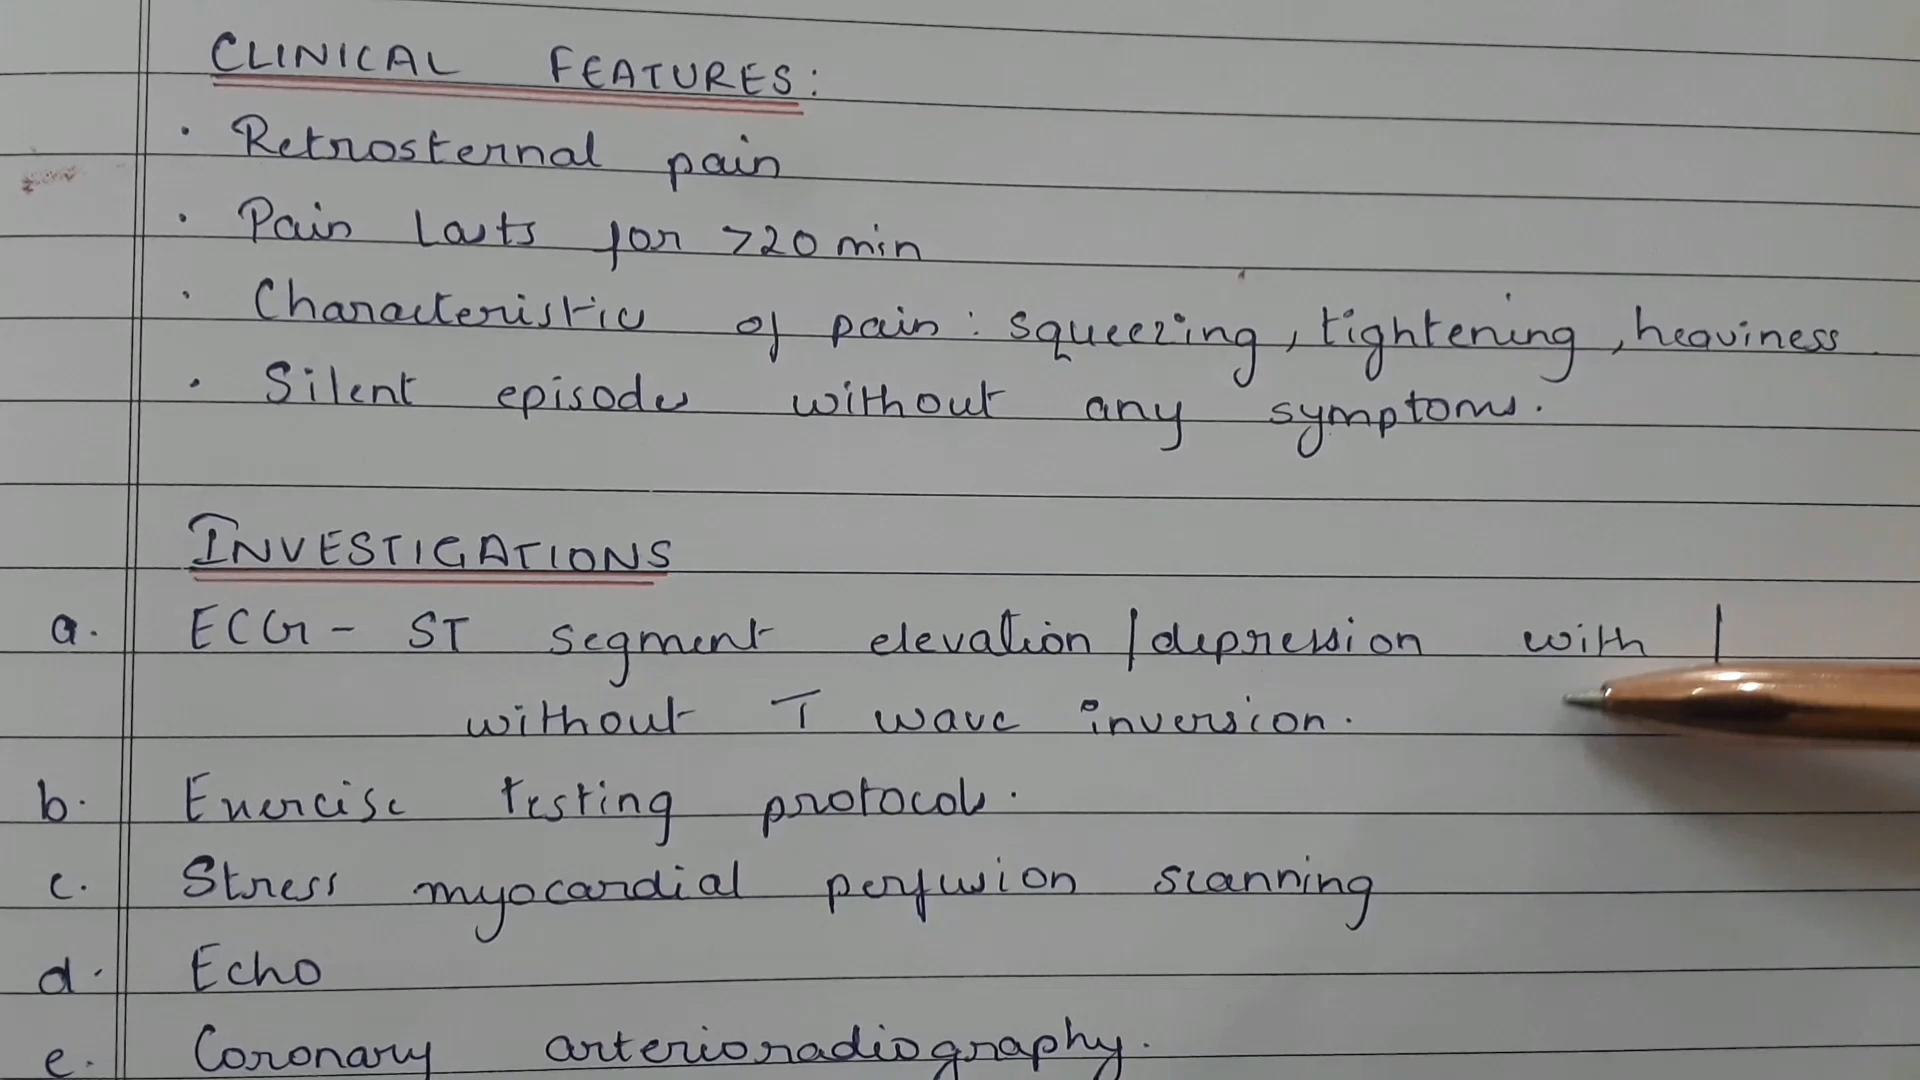 CLINICAL FEATURES:
· Retrosternal pain
· Pain lasts for >20 min
· Characteristic of pain: squeezing, tightening, heaviness.
· Silent episodes without any symptoms.
INVESTIGATIONS
a. ECG - ST segment elevation / depression with /
without T wave inversion.
b. Exercise testing protocols.
c. Stress myocardial perfusion scanning
d. Echo
e. Coronary arterioradiography.